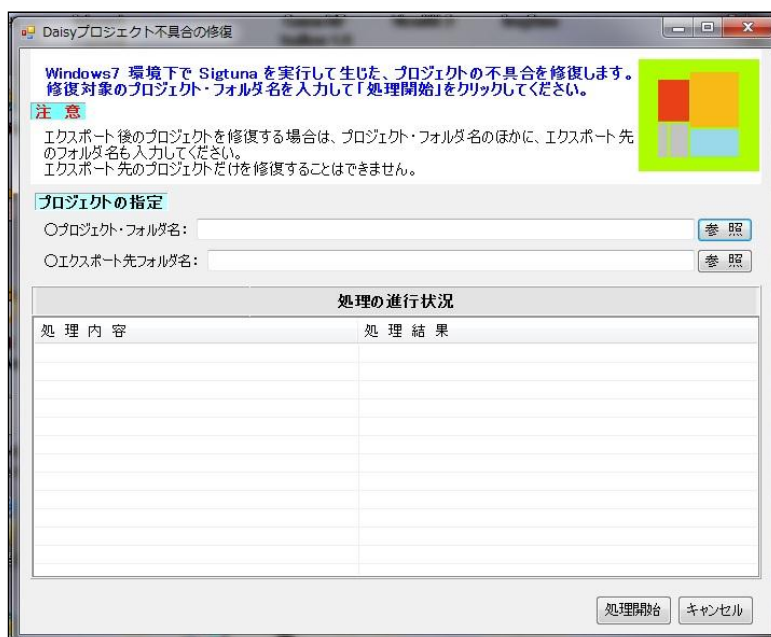 Daisyプロジェクト不具合の修復
Windows7 環境下で Sigtuna を実行して生じた、プロジェクトの不具合を修復します。
修復対象のプロジェクト・フォルダ名を入力して「処理開始」をクリックしてください。
注 意
エクスポート後のプロジェクトを修復する場合は、プロジェクト・フォルダ名のほかに、エクスポート先
のフォルダ名も入力してください。
エクスポート先のプロジェクトだけを修復することはできません。
プロジェクトの指定
〇プロジェクト・フォルダ名: 参 照
〇エクスポート先フォルダ名: 参 照
処理の進行状況
処 理 内 容 処 理 結 果
処理開始 キャンセル